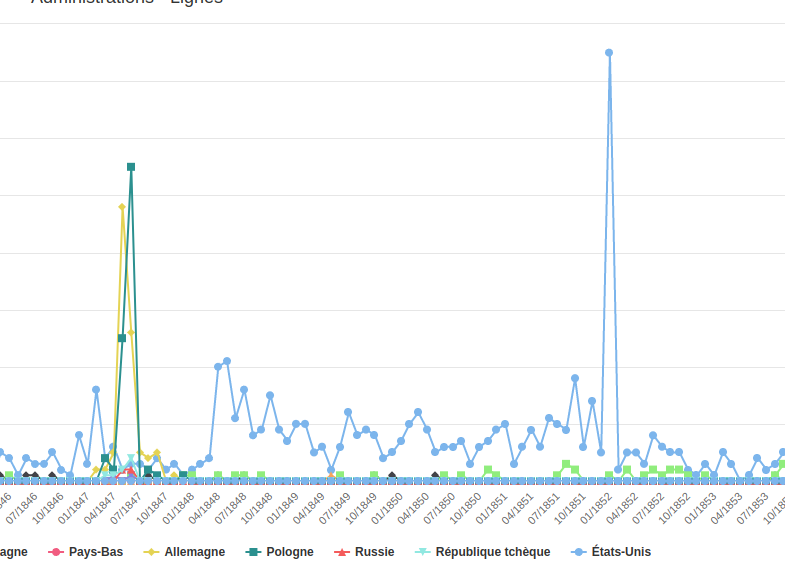 Administrations - Lignes
07/1846 10/1846 01/1847 04/1847 07/1847 10/1847 01/1848 04/1848 07/1848 10/1848 01/1849 04/1849 07/1849 10/1849 01/1850 04/1850 07/1850 10/1850 01/1851 04/1851 07/1851 10/1851 01/1852 04/1852 07/1852 10/1852 01/1853 04/1853 07/1853
agne Pays-Bas Allemagne Pologne Russie République tchèque États-Unis